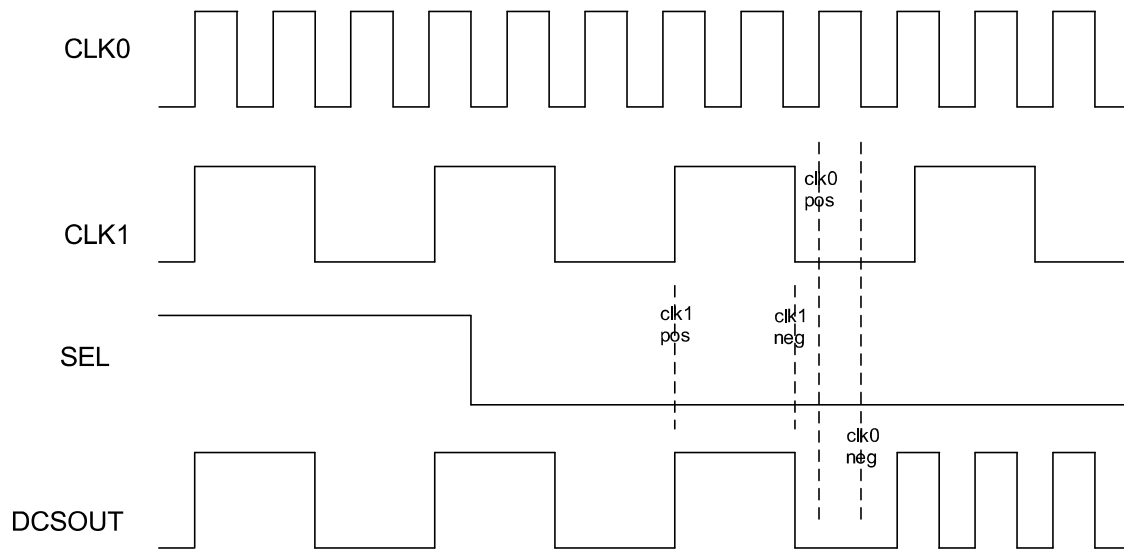 CLK0
clk0
pos
CLK1
clk1
pos
clk1
neg
SEL
clk0
neg
DCSOUT